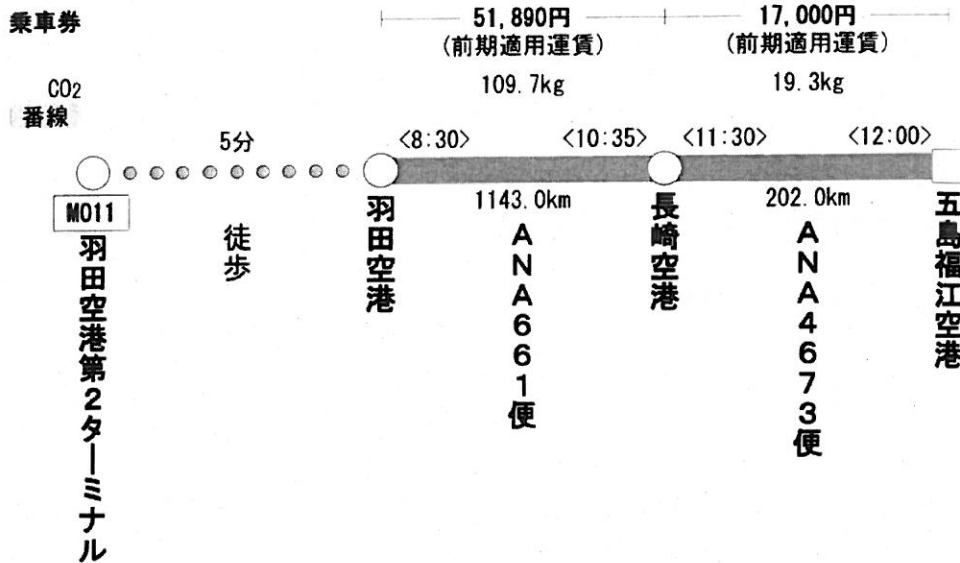 乗車券
51,890円
17,000円
(前期適用運賃)
(前期適用運賃)
CO2
109.7kg
19.3kg
番線
5分
<8:30>
<10:35>
<11:30>
<12:00>
1143.0km
202.0km
M011
羽田空港第2ターミナル
徒歩
羽田空港
ANA661便
長崎空港
ANA4673便
五島福江空港